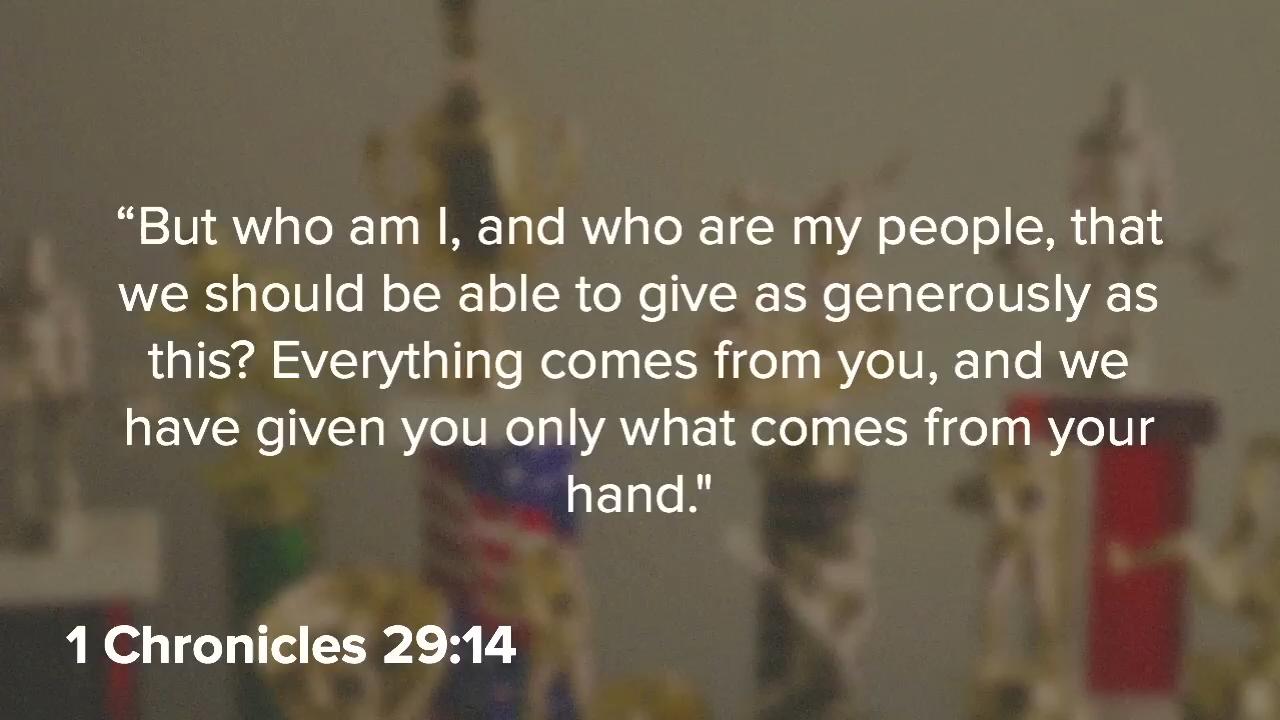 “But who am I, and who are my people, that
we should be able to give as generously as
this? Everything comes from you, and we
have given you only what comes from your
hand."
1 Chronicles 29:14